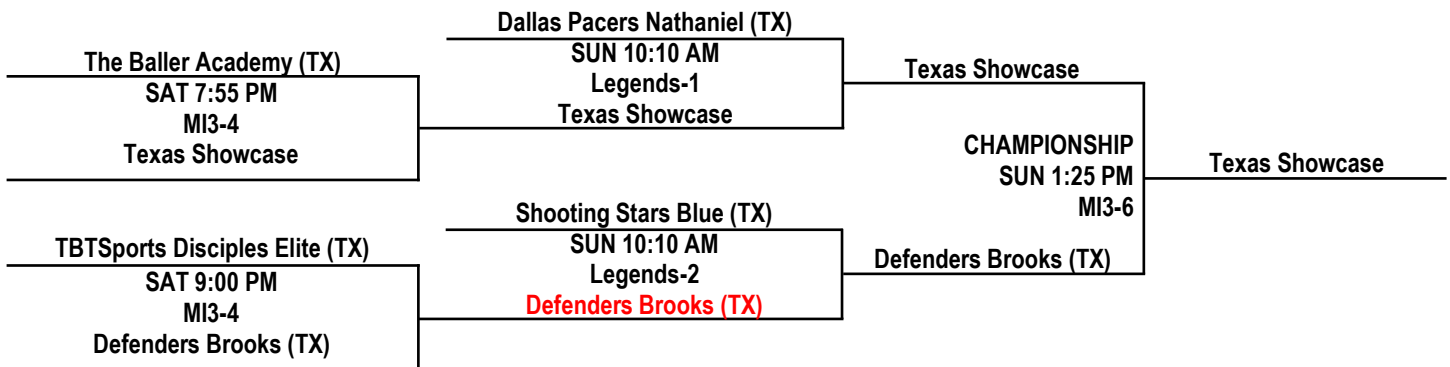 Dallas Pacers Nathaniel (TX)
The Baller Academy (TX)
SUN 10:10 AM
Texas Showcase
SAT 7:55 PM
Legends-1
MI3-4
Texas Showcase
Texas Showcase
CHAMPIONSHIP
SUN 1:25 PM
Texas Showcase
MI3-6
Shooting Stars Blue (TX)
TBTSports Disciples Elite (TX)
SUN 10:10 AM
Defenders Brooks (TX)
SAT 9:00 PM
Legends-2
MI3-4
Defenders Brooks (TX)
Defenders Brooks (TX)